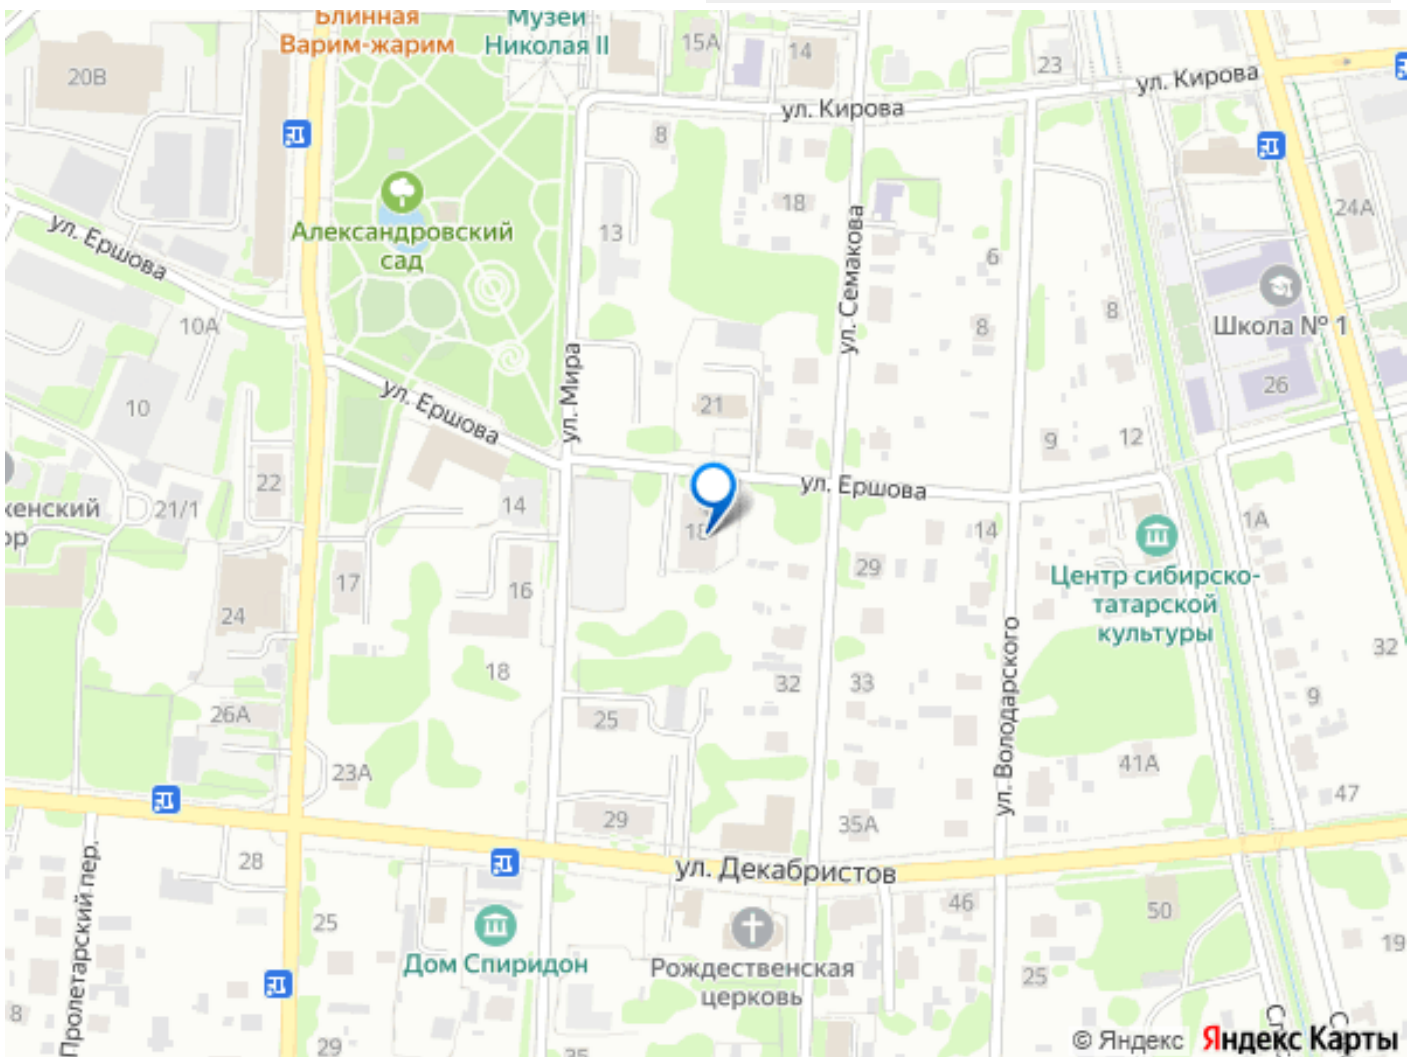 Блинная
Варим-жарим
Музей
Николая II
15А
14
23
20В
ул. Кирова
ул. Кирова
8
Александровский
сад
ул. Ершова
13
18
ул. Семакова
6
24А
8
8
Школа № 1
26
10А
10
ул. Ершова
ул. Мира
21
9
12
22
14
ул. Ершова
женский
ор
21/1
18
14
1А
17
16
29
Центр сибирско-
татарской
культуры
24
18
32
33
ул. Володарского
32
9
26А
25
23А
41А
47
29
35А
28
ул. Декабристов
Пролетарский пер.
25
46
50
19
Дом Спиридон
Рождественская
церковь
25
8
29
35
© Яндекс
Яндекс Карты